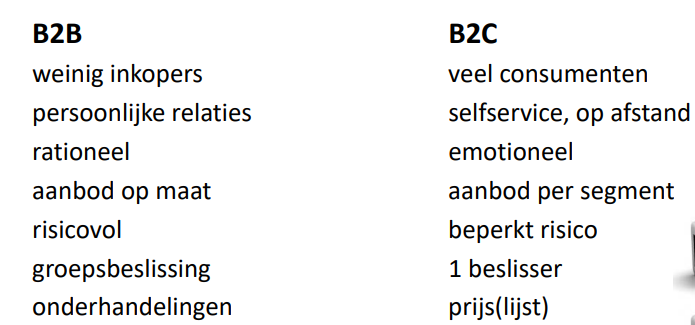 B2B
weinig inkopers
persoonlijke relaties
rationeel
aanbod op maat
risicovol
groepsbeslissing
onderhandelingen
B2C
veel consumenten
selfservice, op afstand
emotioneel
aanbod per segment
beperkt risico
1 beslisser
prijs(lijst)